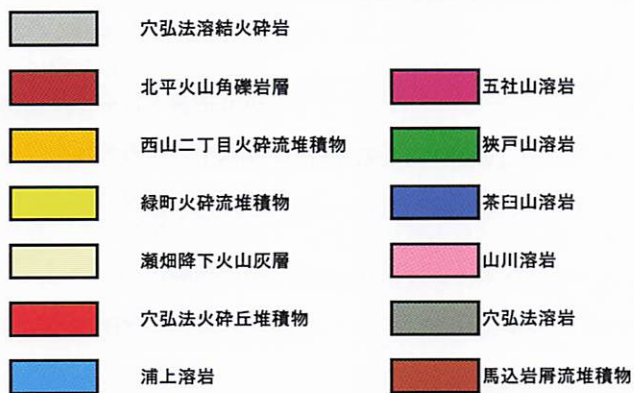 穴弘法溶結火砕岩
北平火山角礫岩層
西山二丁目火砕流堆積物
緑町火砕流堆積物
瀬畑降下火山灰層
穴弘法火砕丘堆積物
浦上溶岩
五社山溶岩
狭戸山溶岩
茶臼山溶岩
山川溶岩
穴弘法溶岩
馬込岩屑流堆積物